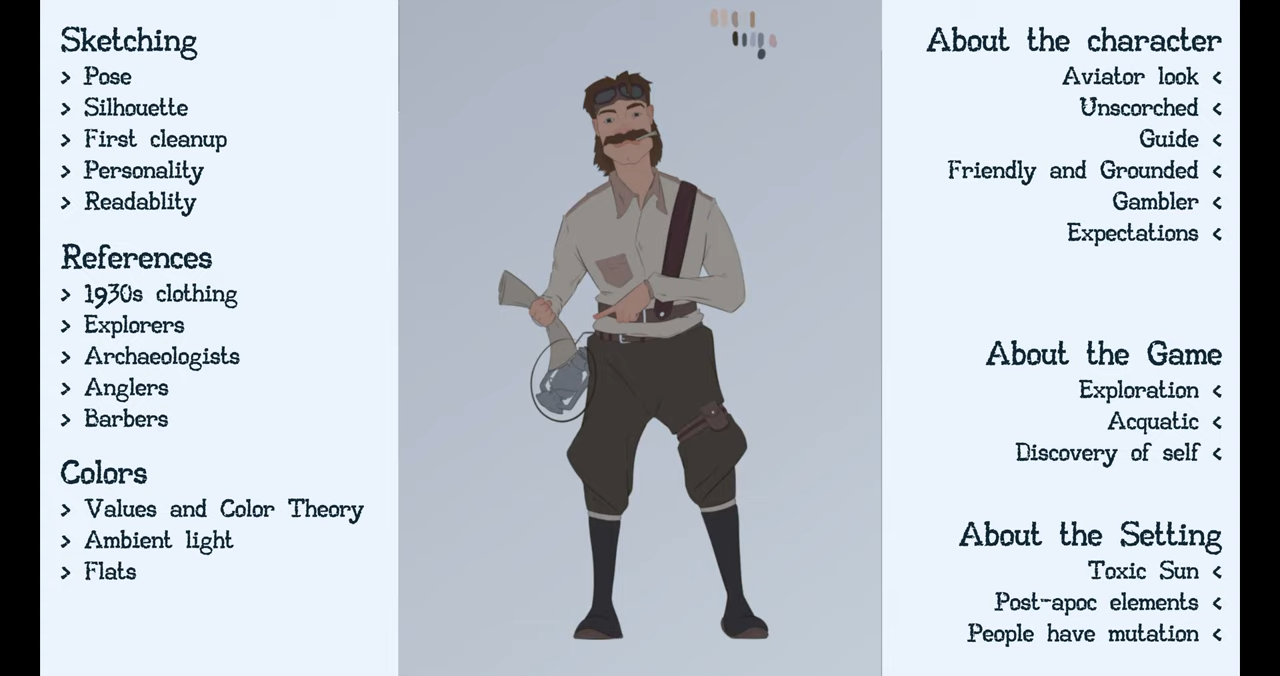 Sketching
> Pose
> Silhouette
> First cleanup
> Personality
> Readablity
References
> 1930s clothing
> Explorers
> Archaeologists
> Anglers
> Barbers
Colors
> Values and Color Theory
> Ambient light
> Flats
About the character
Aviator look <
Unscorched <
Guide <
Friendly and Grounded <
Gambler <
Expectations <
About the Game
Exploration <
Acquatic <
Discovery of self <
About the Setting
Toxic Sun <
Post-apoc elements <
People have mutation <